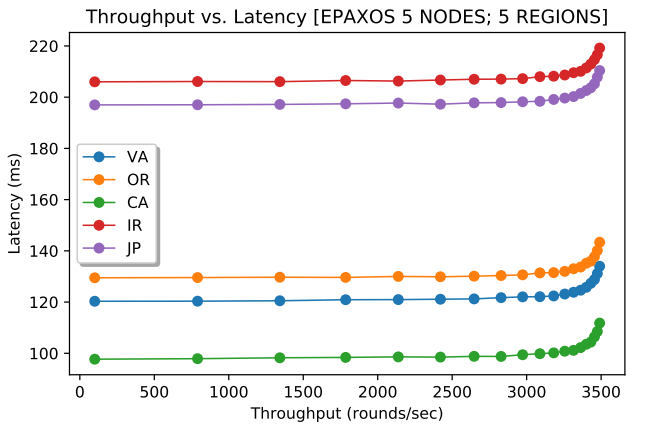 Throughput vs. Latency [EPAXOS 5 NODES; 5 REGIONS]
220
200
180
160
140
120
100
Latency (ms)
VA
OR
CA
IR
JP
0 500 1000 1500 2000 2500 3000 3500
Throughput (rounds/sec)